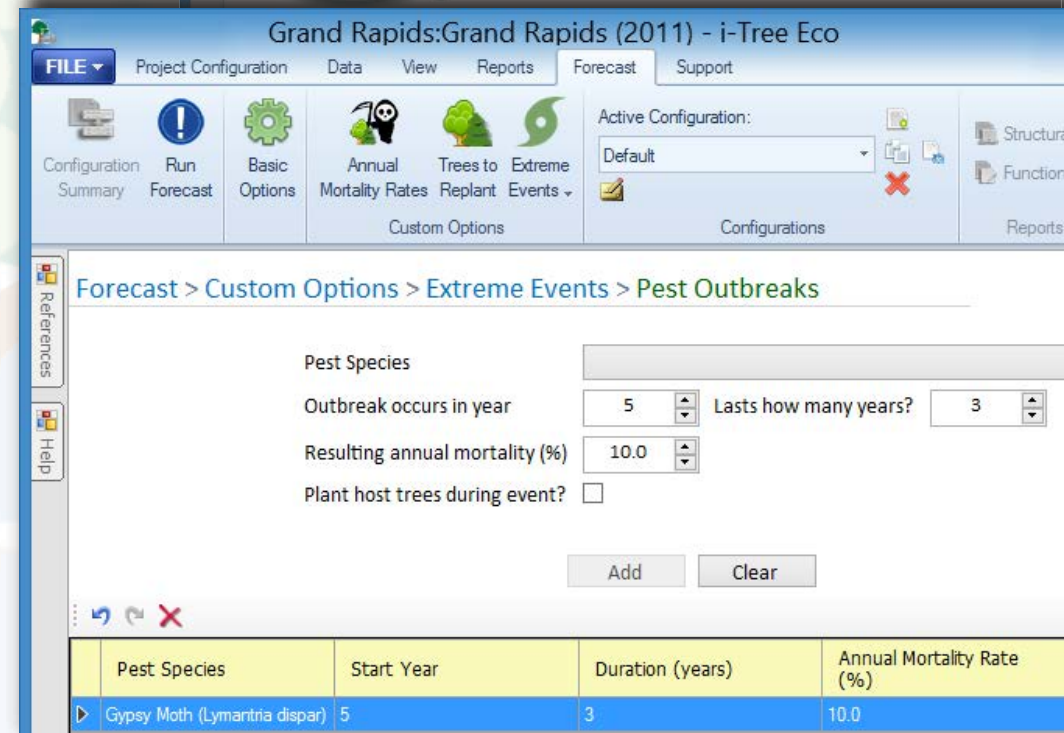 Grand Rapids:Grand Rapids (2011) - i-Tree Eco
FILE Project Configuration Data View Reports Forecast Support
Configuration Summary
Run Forecast
Basic Options
Annual Mortality Rates
Trees to Replant
Extreme Events
Custom Options
Active Configuration:
Default
Configurations
Reports
References
Help
Forecast > Custom Options > Extreme Events > Pest Outbreaks
Pest Species
Outbreak occurs in year 5 Lasts how many years? 3
Resulting annual mortality (%) 10.0
Plant host trees during event?
Add Clear
Pest Species Start Year Duration (years) Annual Mortality Rate (%)
Gypsy Moth (Lymantria dispar) 5 3 10.0